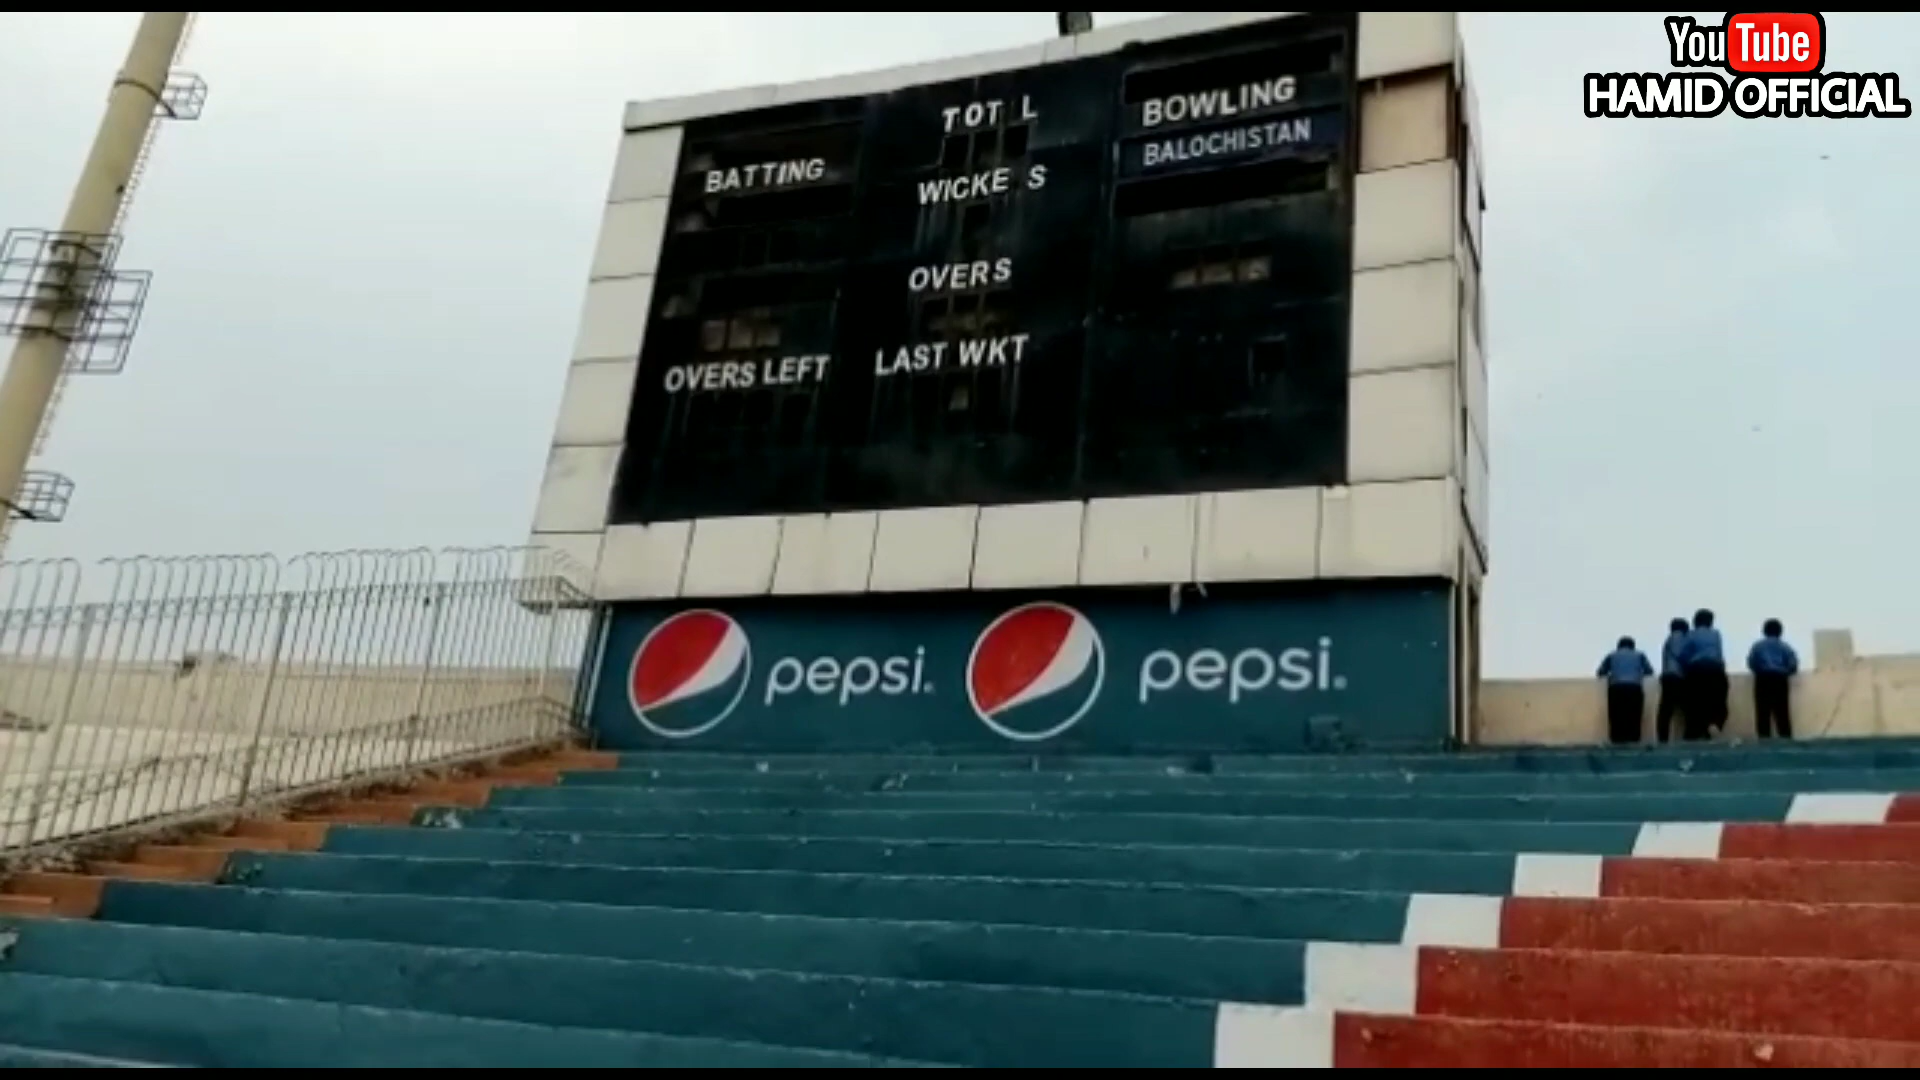 YouTube
HAMID OFFICIAL
TOT L
BOWLING
BALOCHISTAN
BATTING
WICKE S
OVERS
OVERS LEFT
LAST WKT
pepsi.
pepsi.